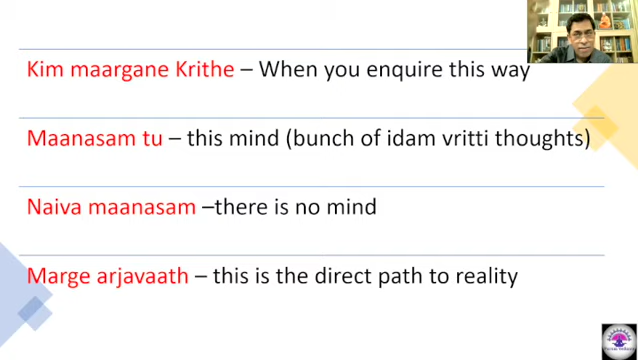 Kim maargane Krithe – When you enquire this way
Maanasam tu – this mind (bunch of idam vritti thoughts)
Naiva maanasam –there is no mind
Marge arjavaath – this is the direct path to reality